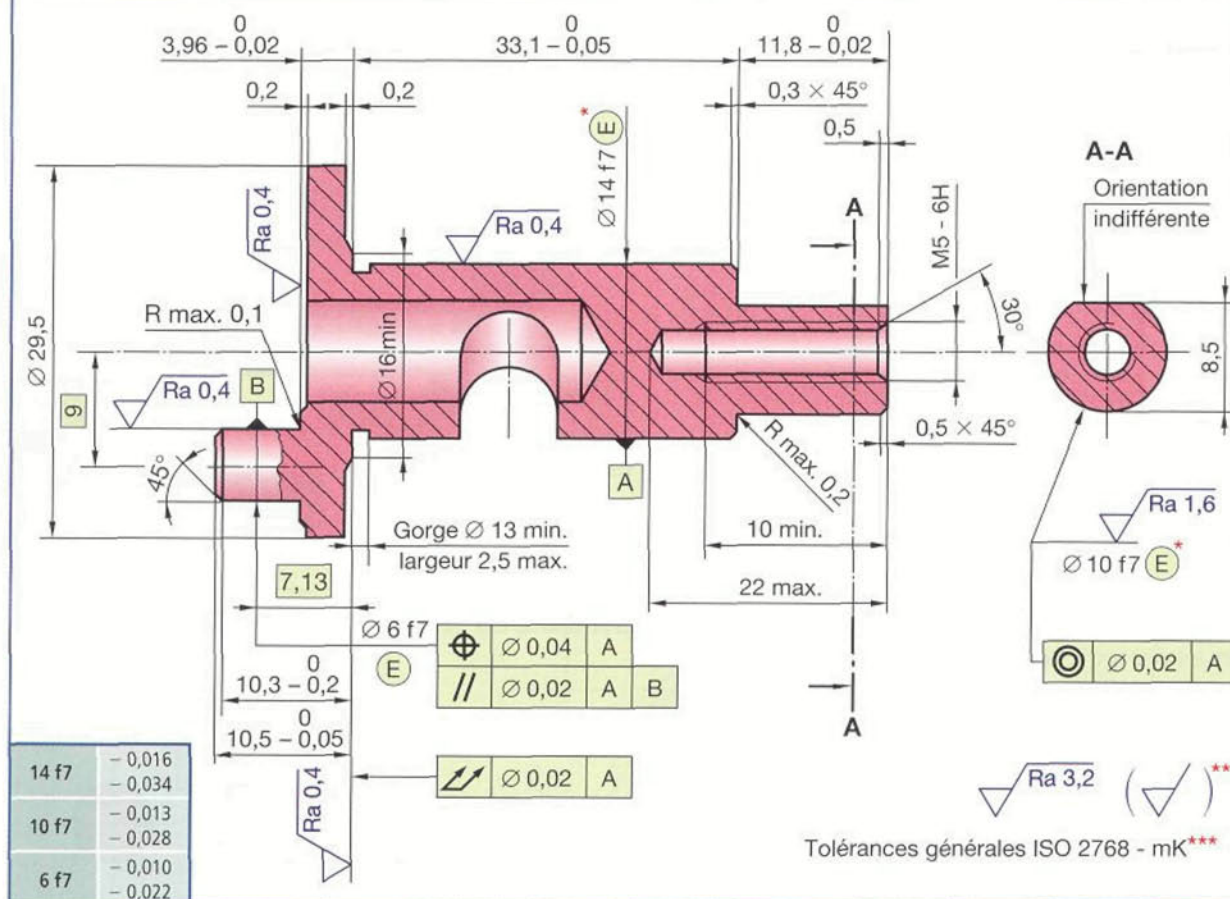 0 0 0
3,96 – 0,02 33,1 – 0,05 11,8 – 0,02
0,2 0,2 0,3 × 45°
0,5
Ø 14 f7 E *
A-A
Orientation
indifférente
A
M5 - 6H
Ra 0,4
Ra 0,4
30°
R max. 0,1
Ø 29,5
Ø 16 min
8,5
Ra 0,4
B
9
45°
0,5 × 45°
R max. 0,2
A
Ra 1,6
Gorge Ø 13 min.
largeur 2,5 max.
10 min.
Ø 10 f7 E *
7,13
22 max.
Ø 6 f7
E
⌖ Ø 0,04 A
// Ø 0,02 A B
◎ Ø 0,02 A
0
10,3 – 0,2
0
10,5 – 0,05
A
Ø 0,02 A
Ra 0,4
Ra 3,2 ( ) **
Tolérances générales ISO 2768 - mK***
14 f7 – 0,016
– 0,034
10 f7 – 0,013
– 0,028
6 f7 – 0,010
– 0,022